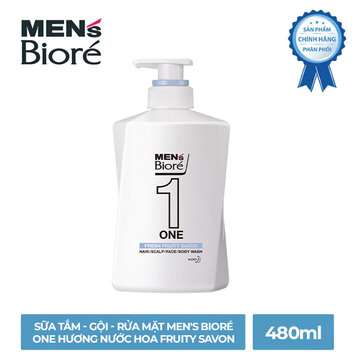 MEN's
Bioré
SẢN PHẨM
CHÍNH HÃNG
PHÂN PHỐI
MEN's
Bioré
1
ONE
FRESH FRUITY SAVON
HAIR/SCALP/FACE/BODY WASH
SỮA TẮM - GỘI - RỬA MẶT MEN'S BIORÉ
ONE HƯƠNG NƯỚC HOA FRUITY SAVON
480ml